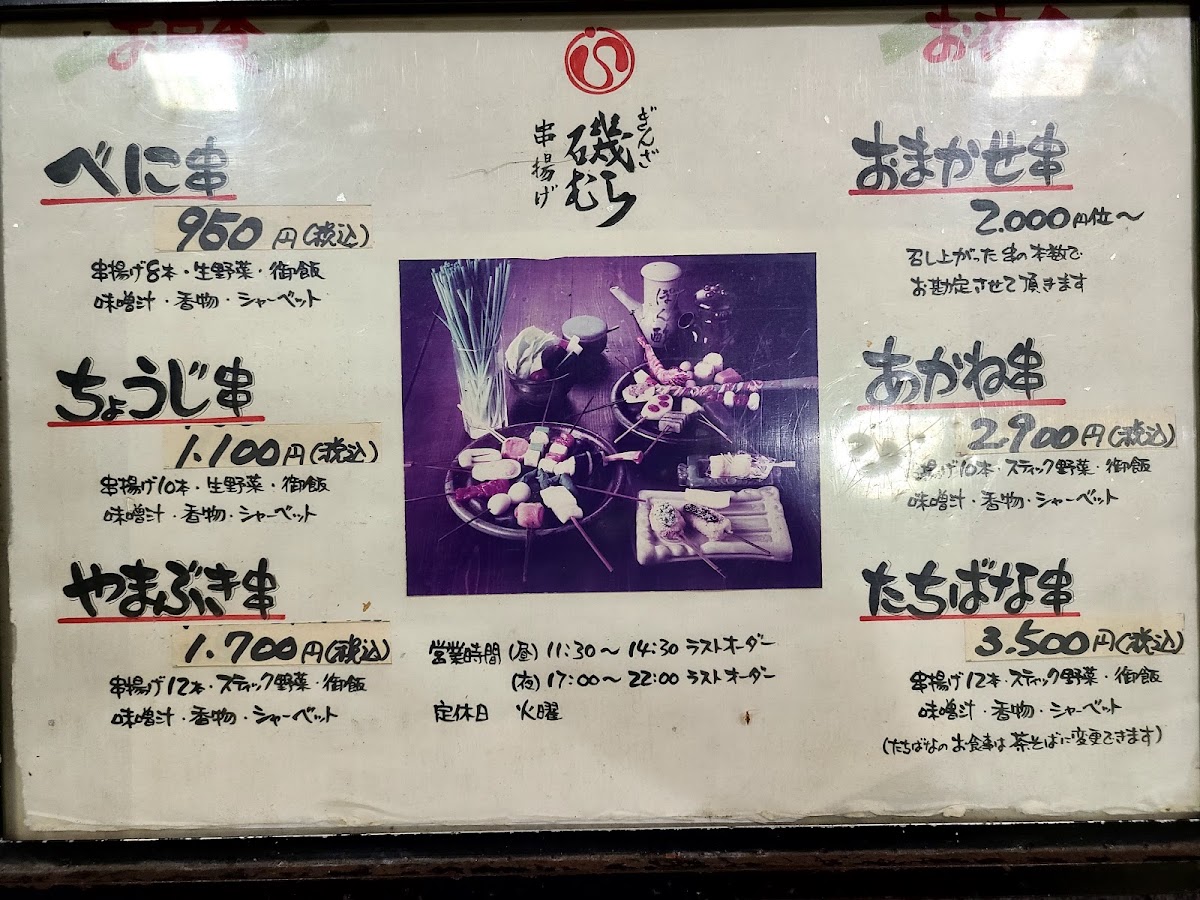 べに串
950円(税込)
串揚げ8本・生野菜・御飯
味噌汁・香物・シャーベット
ちょうじ串
1.100円(税込)
串揚げ10本・生野菜・御飯
味噌汁・香物・シャーベット
やまぶき串
1.700円(税込)
串揚げ12本・スティック野菜・御飯
味噌汁・香物・シャーベット
ぎんざ
磯むら
串揚げ
営業時間 (昼) 11:30〜14:30 ラストオーダー
(夜) 17:00〜22:00 ラストオーダー
定休日 火曜
おまかせ串
2.000円位〜
召し上がった串の本数で
お勘定させて頂きます
あかね串
2.900円(税込)
揚げ10本・スティック野菜・御飯
味噌汁・香物・シャーベット
たちばな串
3.500円(税込)
串揚げ12本・スティック野菜・御飯
味噌汁・香物・シャーベット
(たちばなのお食事は茶そばに変更できます)